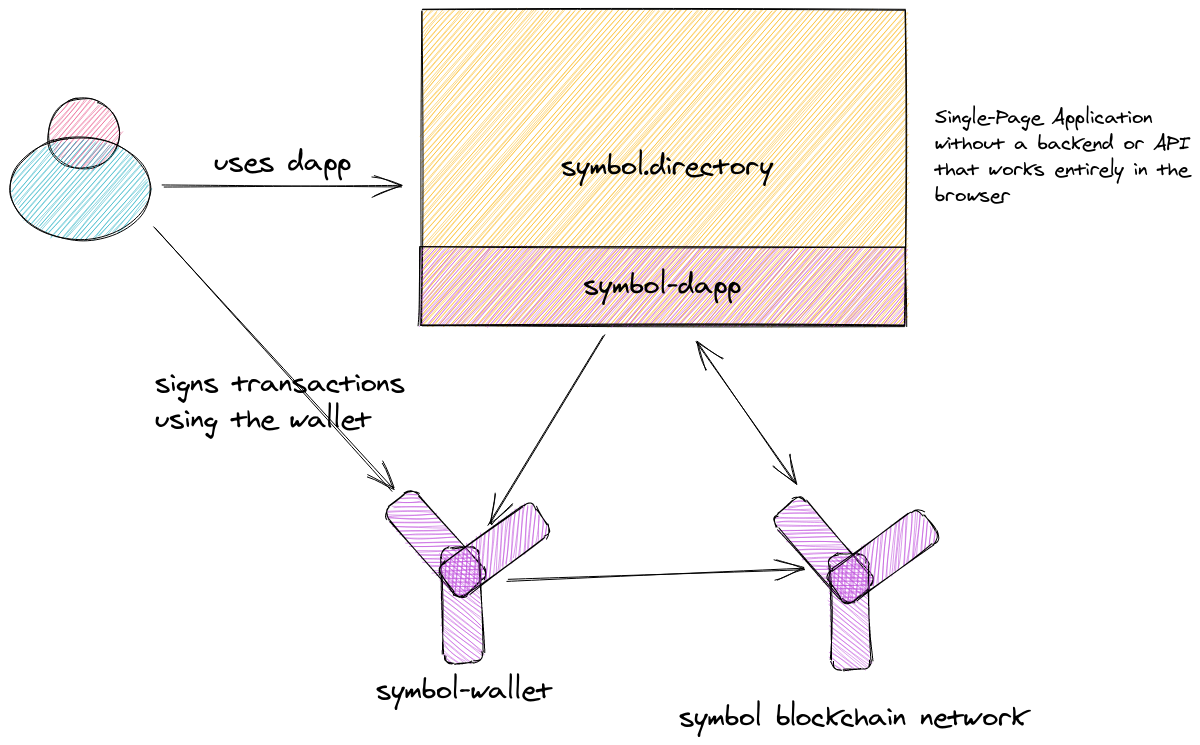 uses dapp
symbol.directory
symbol-dapp
Single-Page Application
without a backend or API
that works entirely in the
browser
signs transactions
using the wallet
symbol-wallet
symbol blockchain network